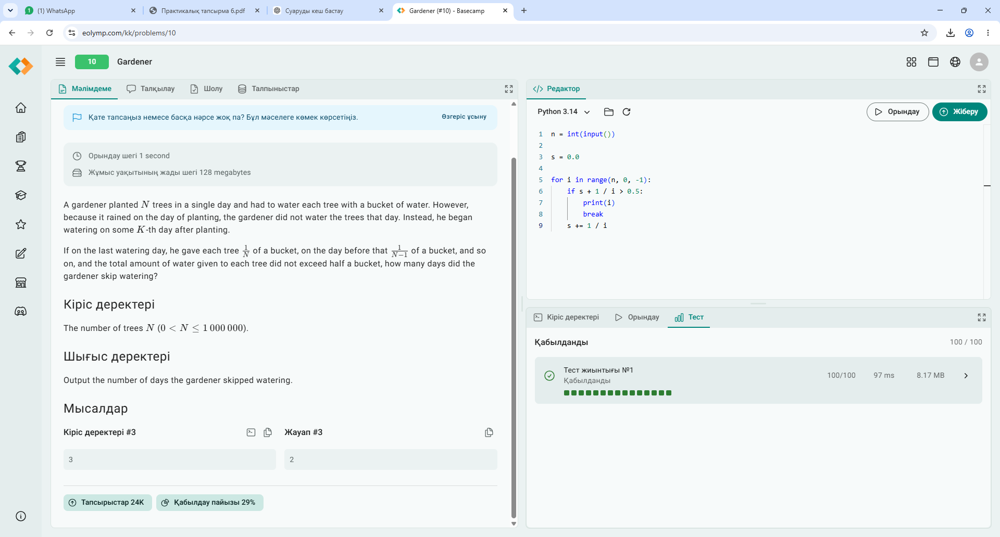 (1) WhatsApp
Практикалық тапсырма 6.pdf
Суаруды кеш бастау
Gardener (#10) - Basecamp
eolymp.com/kk/problems/10
10
Gardener
Мәлімдеме
Талқылау
Шолу
Талпыныстар
Қате тапсаңыз немесе басқа нәрсе жоқ па? Бұл мәселеге көмек көрсетіңіз.
Өзгеріс ұсыну
Орындау шегі 1 second
Жұмыс уақытының жады шегі 128 megabytes
A gardener planted N trees in a single day and had to water each tree with a bucket of water. However,
because it rained on the day of planting, the gardener did not water the trees that day. Instead, he began
watering on some K-th day after planting.
If on the last watering day, he gave each tree 1/N of a bucket, on the day before that 1/(N−1) of a bucket, and so
on, and the total amount of water given to each tree did not exceed half a bucket, how many days did the
gardener skip watering?
Кіріс деректері
The number of trees N (0 < N ≤ 1 000 000).
Шығыс деректері
Output the number of days the gardener skipped watering.
Мысалдар
Кіріс деректері #3
Жауап #3
3
2
Тапсырыстар 24K
Қабылдау пайызы 29%
Редактор
Python 3.14
Орындау
Жіберу
1 n = int(input())
2
3 s = 0.0
4
5 for i in range(n, 0, -1):
6     if s + 1 / i > 0.5:
7         print(i)
8         break
9     s += 1 / i
Кіріс деректері
Орындау
Тест
Қабылданды
100 / 100
Тест жиынтығы №1
Қабылданды
100/100
97 ms
8.17 MB